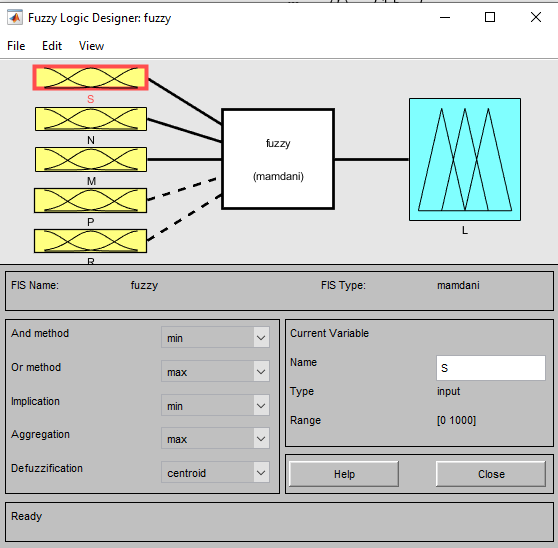 Fuzzy Logic Designer: fuzzy
File Edit View
S
N
M
P
R
fuzzy
(mamdani)
L
FIS Name: fuzzy FIS Type: mamdani
And method min
Or method max
Implication min
Aggregation max
Defuzzification centroid
Current Variable
Name S
Type input
Range [0 1000]
Help Close
Ready